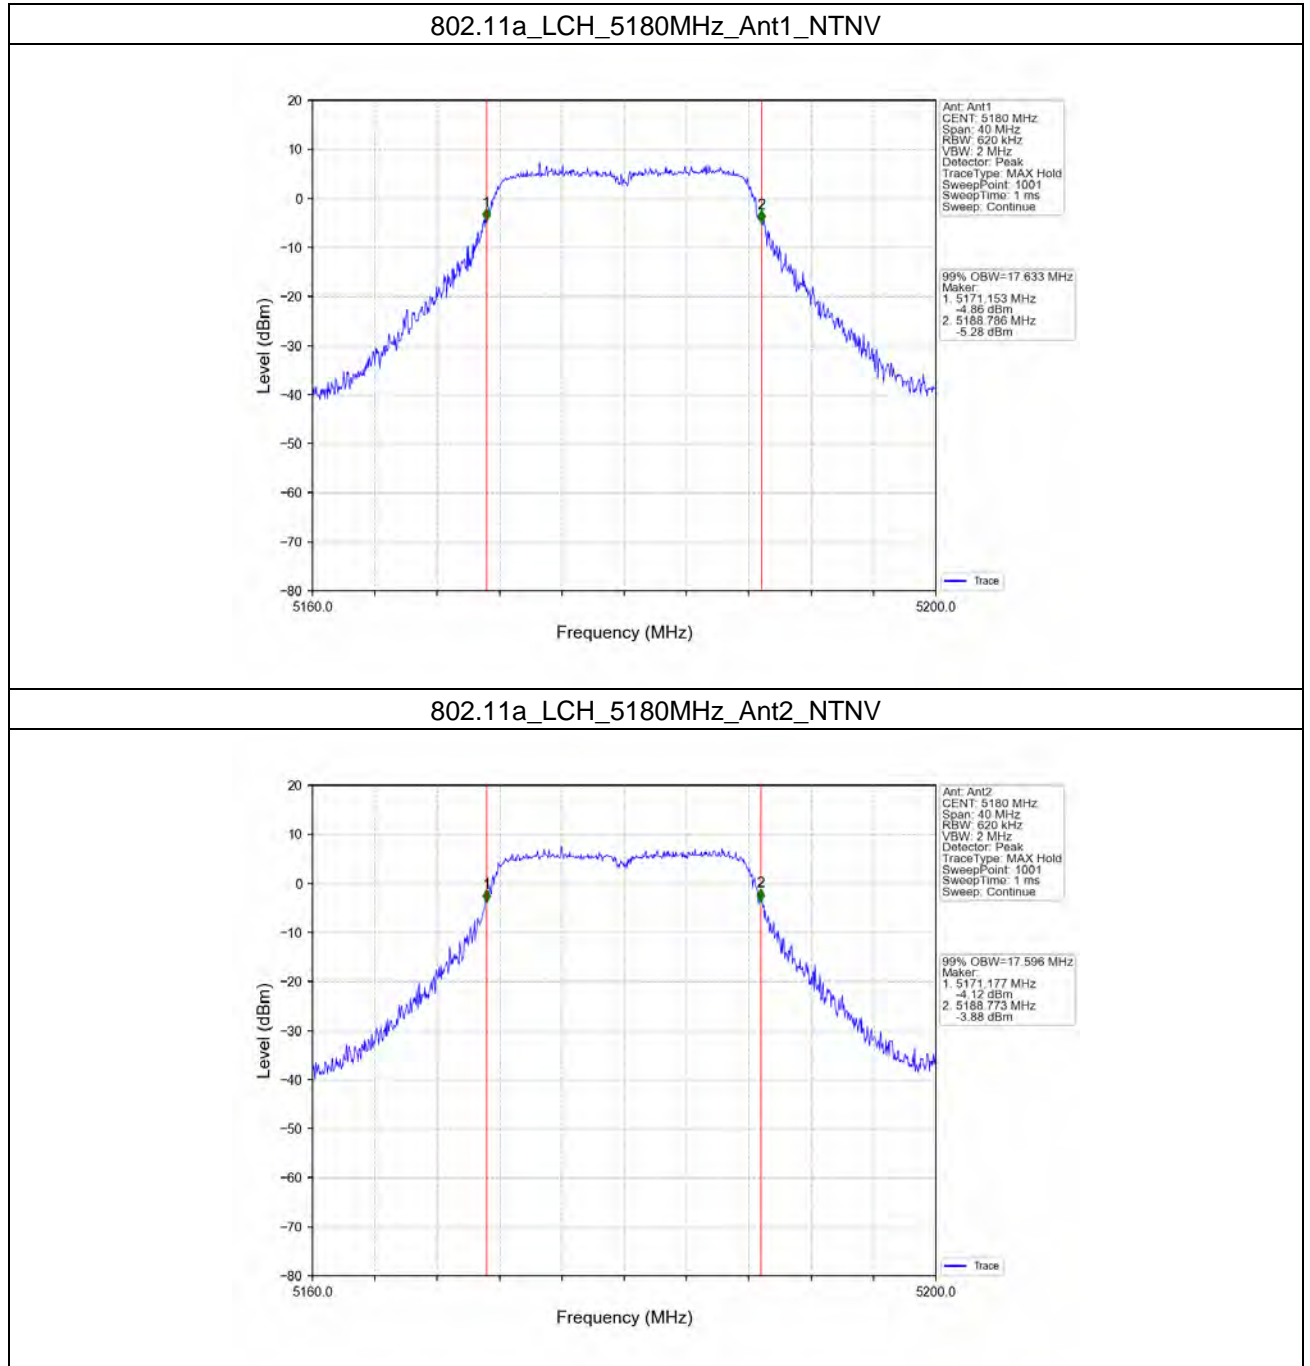 802.11a_LCH_5180MHz_Ant1_NTNV
20
10
0
−10
−20
−30
−40
−50
−60
−70
−80
Level (dBm)
1
2
5160.0
5200.0
Frequency (MHz)
Ant: Ant1
CENT: 5180 MHz
Span: 40 MHz
RBW: 620 kHz
VBW: 2 MHz
Detector: Peak
TraceType: MAX Hold
SweepPoint: 1001
SweepTime: 1 ms
Sweep: Continue
99% OBW=17.633 MHz
Maker:
1. 5171.153 MHz
-4.86 dBm
2. 5188.786 MHz
-5.28 dBm
Trace
802.11a_LCH_5180MHz_Ant2_NTNV
20
10
0
−10
−20
−30
−40
−50
−60
−70
−80
Level (dBm)
1
2
5160.0
5200.0
Frequency (MHz)
Ant: Ant2
CENT: 5180 MHz
Span: 40 MHz
RBW: 620 kHz
VBW: 2 MHz
Detector: Peak
TraceType: MAX Hold
SweepPoint: 1001
SweepTime: 1 ms
Sweep: Continue
99% OBW=17.596 MHz
Maker:
1. 5171.177 MHz
-4.12 dBm
2. 5188.773 MHz
-3.88 dBm
Trace